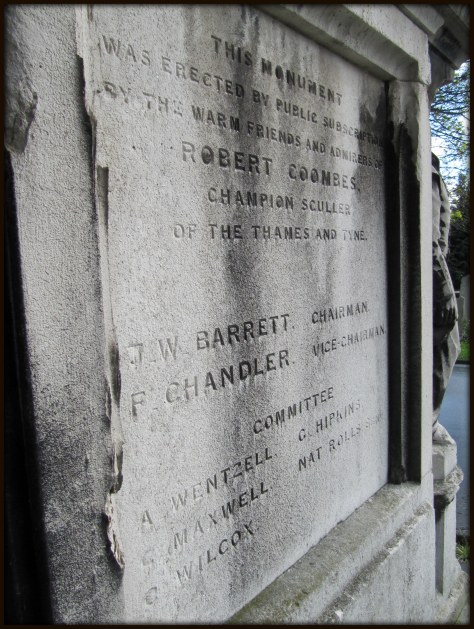 THIS MONUMENT
WAS ERECTED BY PUBLIC SUBSCRIPTION
BY THE WARM FRIENDS AND ADMIRERS OF
ROBERT COOMBES,
CHAMPION SCULLER
OF THE THAMES AND TYNE.
J. W. BARRETT. CHAIRMAN.
F. CHANDLER. VICE-CHAIRMAN.
COMMITTEE
A. WENTZELL. G. HIPKINS.
MAXWELL. NAT
WILCOX.